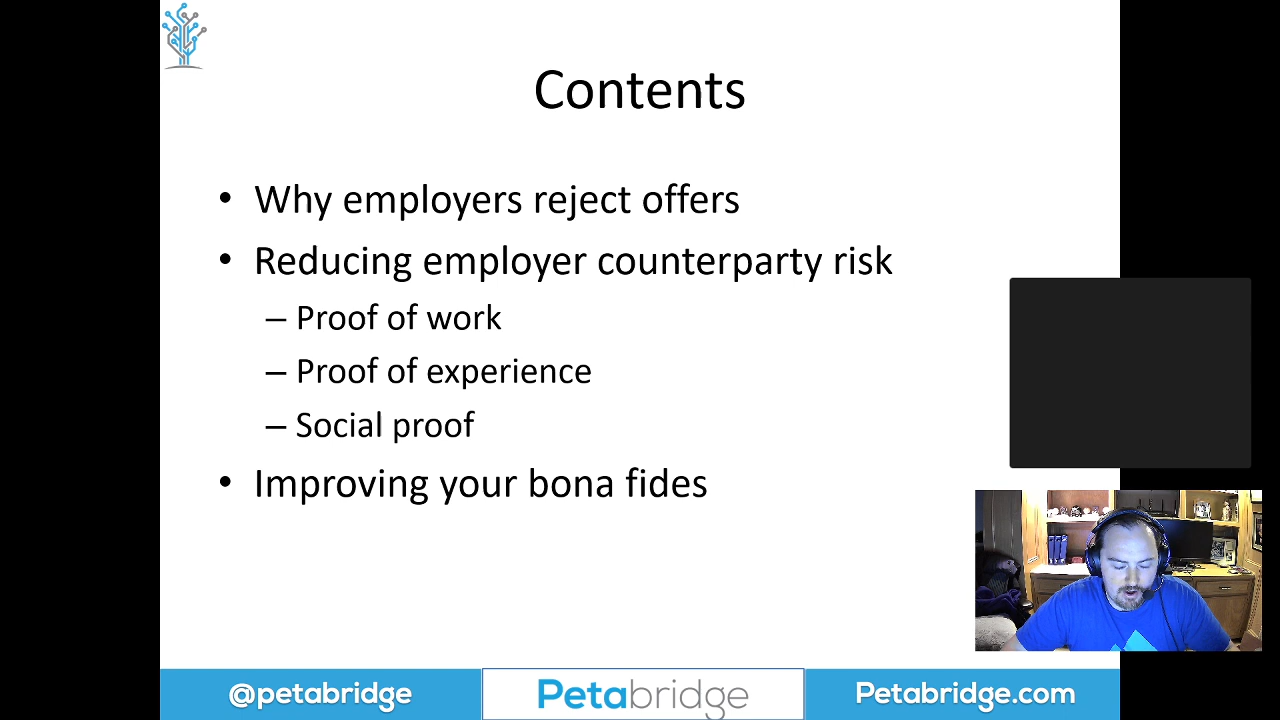 Contents
• Why employers reject offers
• Reducing employer counterparty risk
– Proof of work
– Proof of experience
– Social proof
• Improving your bona fides
@petabridge
Petabridge
Petabridge.com